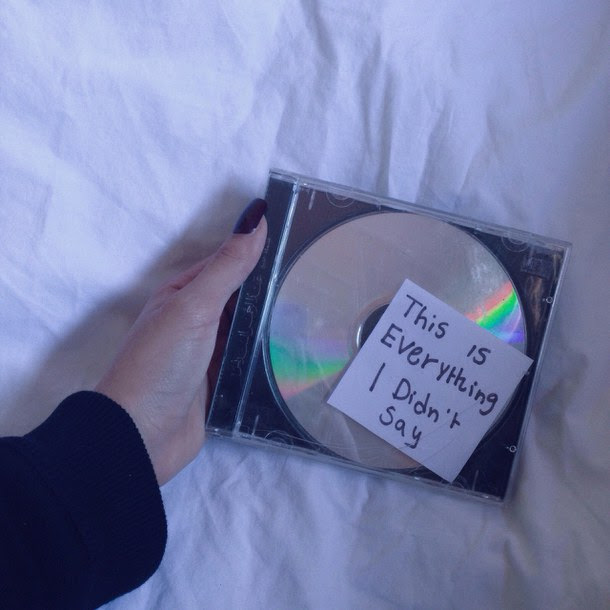 This is
Everything
I Didn't
Say